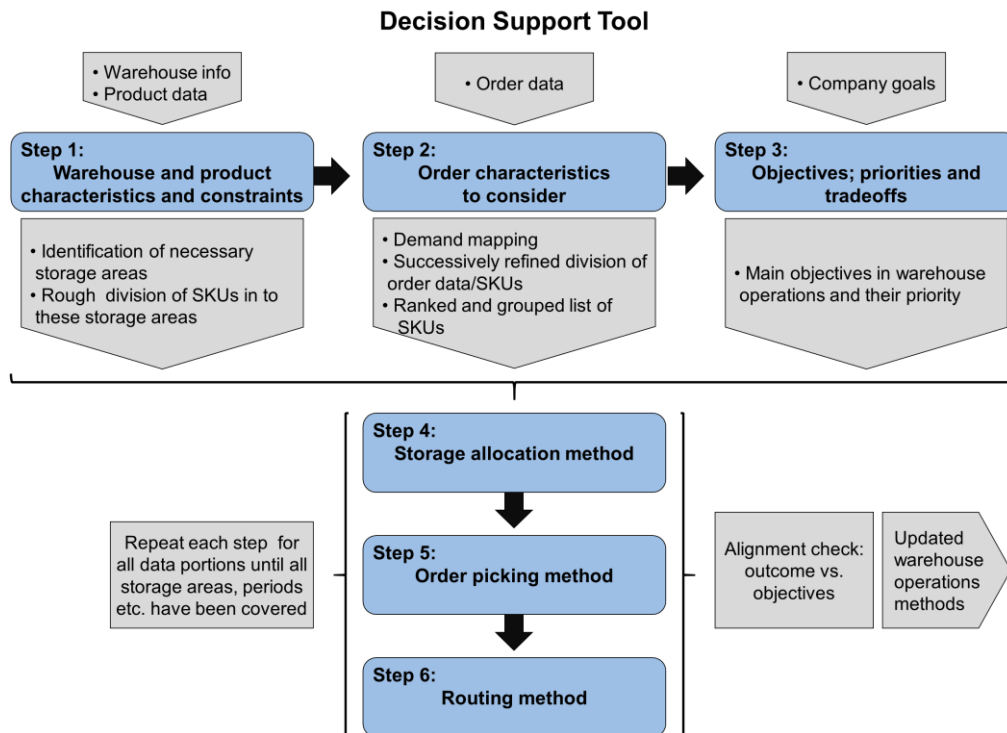 Decision Support Tool
• Warehouse info
• Product data
• Order data
• Company goals
Step 1:
Warehouse and product
characteristics and constraints
Step 2:
Order characteristics
to consider
Step 3:
Objectives; priorities and
tradeoffs
• Identification of necessary
storage areas
• Rough division of SKUs in to
these storage areas
• Demand mapping
• Successively refined division of
order data/SKUs
• Ranked and grouped list of
SKUs
• Main objectives in warehouse
operations and their priority
Step 4:
Storage allocation method
Repeat each step for
all data portions until all
storage areas, periods
etc. have been covered
Step 5:
Order picking method
Step 6:
Routing method
Alignment check:
outcome vs.
objectives
Updated
warehouse
operations
methods